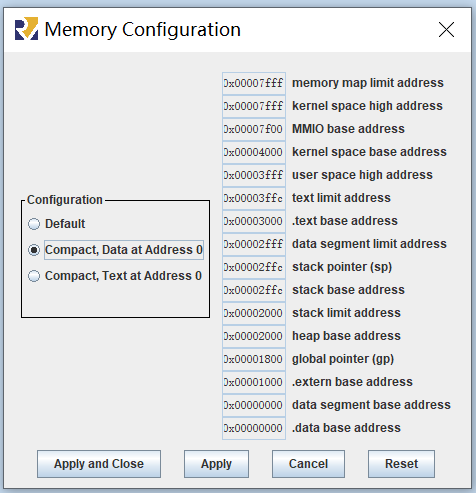 Memory Configuration
0x00007fff memory map limit address
0x00007fff kernel space high address
0x00007f00 MMIO base address
0x00004000 kernel space base address
0x00003fff user space high address
0x00003ffc text limit address
0x00003000 .text base address
0x00002fff data segment limit address
0x00002ffc stack pointer (sp)
0x00002ffc stack base address
0x00002000 stack limit address
0x00002000 heap base address
0x00001800 global pointer (gp)
0x00001000 .extern base address
0x00000000 data segment base address
0x00000000 .data base address
Configuration
Default
Compact, Data at Address 0
Compact, Text at Address 0
Apply and Close Apply Cancel Reset